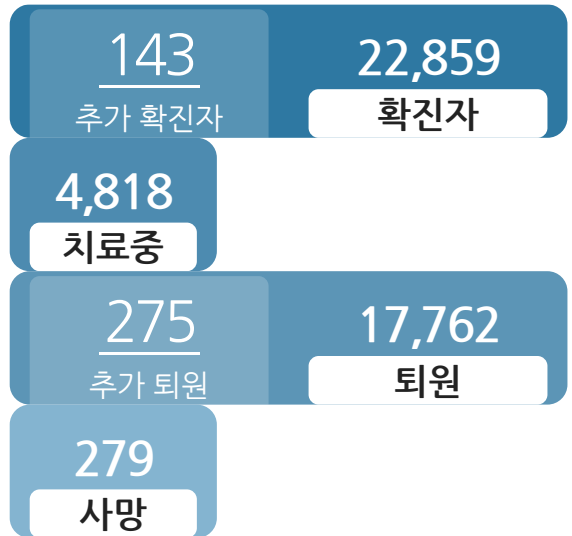 143
추가 확진자
22,859
확진자
4,818
치료중
275
추가 퇴원
17,762
퇴원
279
사망